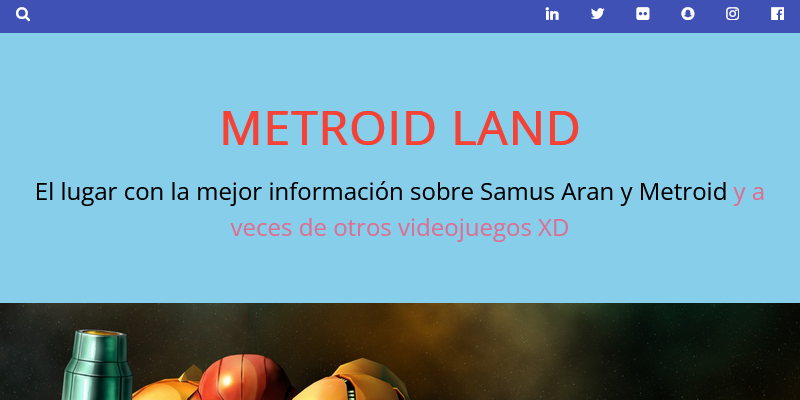 METROID LAND
El lugar con la mejor información sobre Samus Aran y Metroid y a
veces de otros videojuegos XD